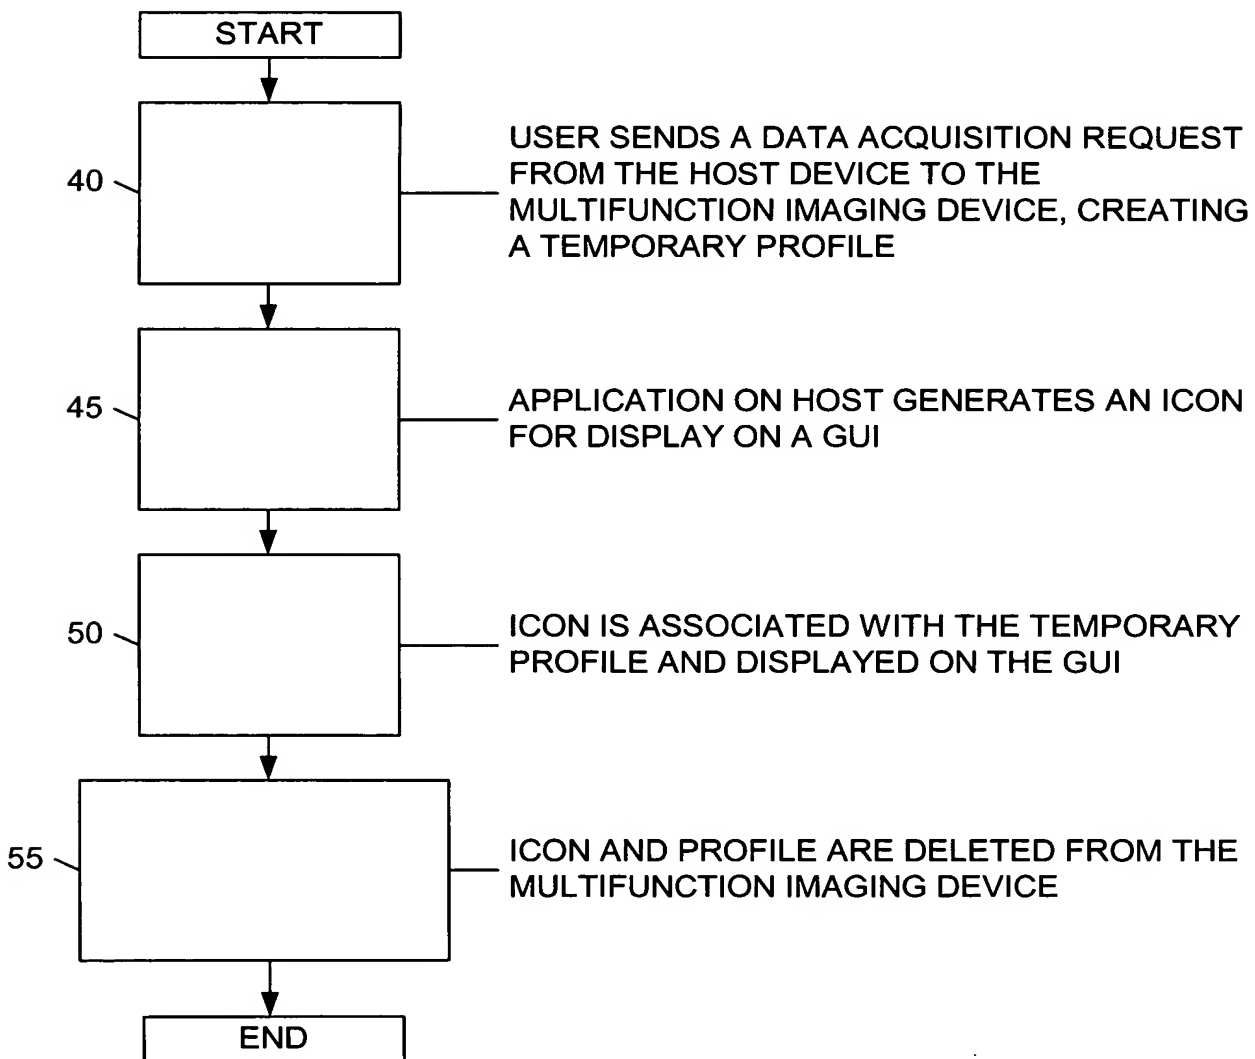 START
40
USER SENDS A DATA ACQUISITION REQUEST
FROM THE HOST DEVICE TO THE
MULTIFUNCTION IMAGING DEVICE, CREATING
A TEMPORARY PROFILE
45
APPLICATION ON HOST GENERATES AN ICON
FOR DISPLAY ON A GUI
50
ICON IS ASSOCIATED WITH THE TEMPORARY
PROFILE AND DISPLAYED ON THE GUI
55
ICON AND PROFILE ARE DELETED FROM THE
MULTIFUNCTION IMAGING DEVICE
END